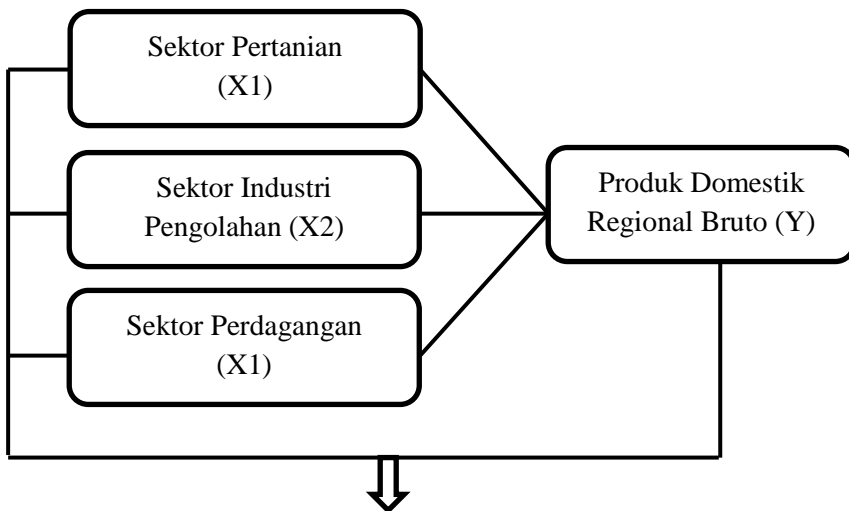 Sektor Pertanian
(X1)
Sektor Industri
Pengolahan (X2)
Sektor Perdagangan
(X1)
Produk Domestik
Regional Bruto (Y)